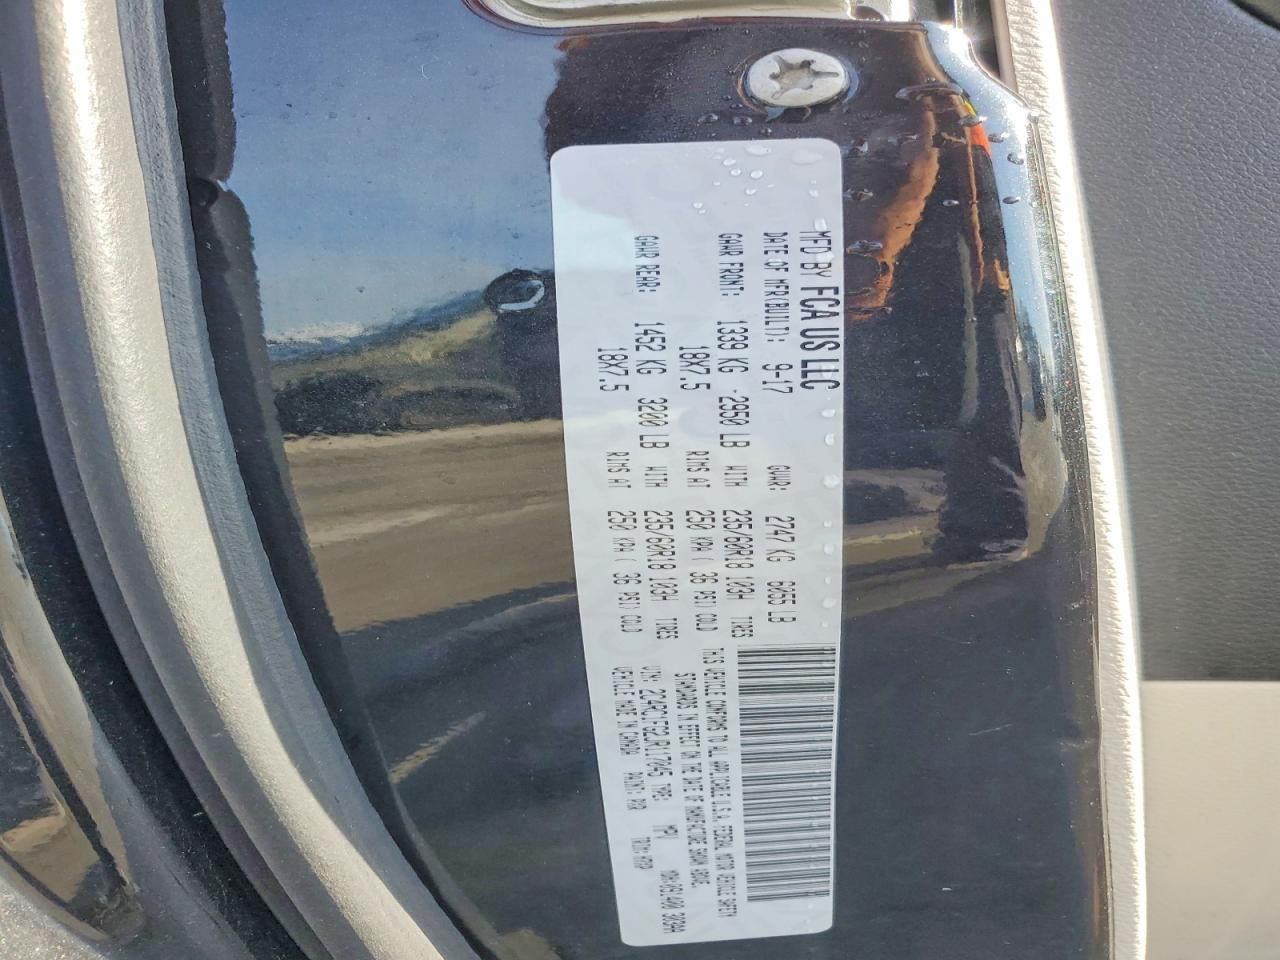 MFD BY FCA US LLC
DATE OF MFR(BUILT): 9-17 GVWR: 2747 KG 6055 LB
GAWR FRONT: 1339 KG 2950 LB WITH 235/60R18 103H TIRES
18X7.5 RIMS AT 250 KPA ( 36 PSI) COLD
GAWR REAR: 1452 KG 3200 LB WITH 235/60R18 103H TIRES
18X7.5 RIMS AT 250 KPA ( 36 PSI) COLD
THIS VEHICLE CONFORMS TO ALL APPLICABLE U.S.A. FEDERAL MOTOR VEHICLE SAFETY
STANDARDS IN EFFECT ON THE DATE OF MANUFACTURE SHOWN ABOVE.
VIN: TYPE: MPV
VEHICLE MADE IN CANADA PAINT: TRIM: